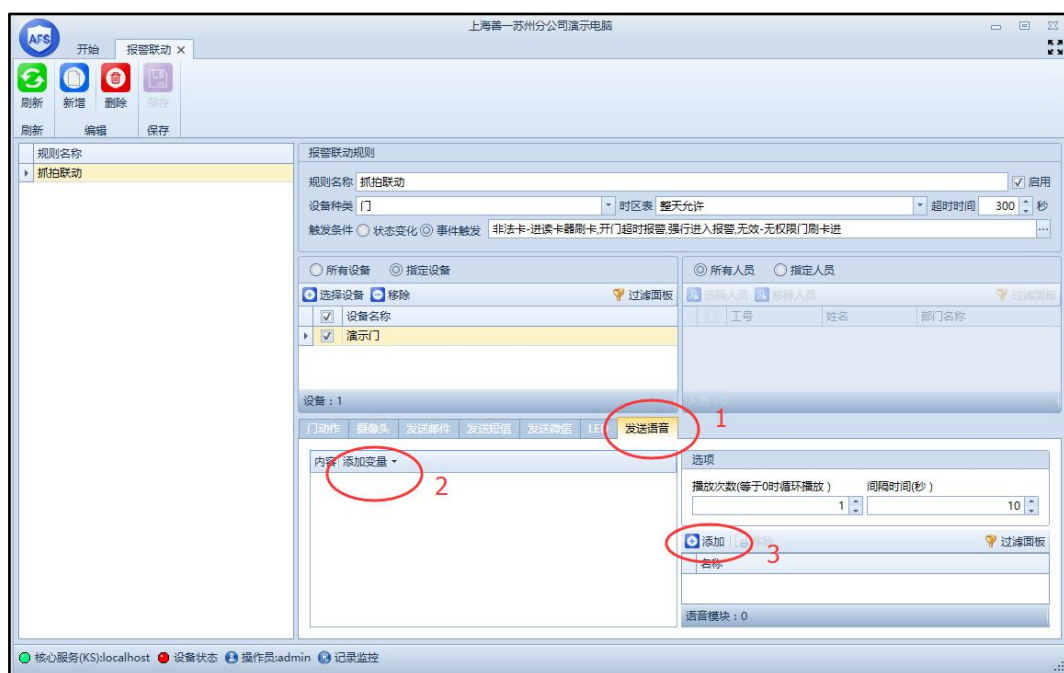 上海善一苏州分公司演示电脑
AFS
开始 报警联动
刷新 新增 删除 保存
刷新 编辑 保存
规则名称
抓拍联动
报警联动规则
规则名称 抓拍联动 启用
设备种类 门 时区表 整天允许 超时时间 300 秒
触发条件 状态变化 事件触发 非法卡-进读卡器刷卡,开门超时报警,强行进入报警,无效-无权限门刷卡进 ...
所有设备 指定设备
选择设备 移除 过滤面板
设备名称
演示门
设备：1
所有人员 指定人员
选择人员 移除人员 过滤面板
工号 姓名 部门名称
人数：0
门动作 摄像头 发送邮件 发送短信 发送微信 LED 发送语音 1
内容 添加变量
2
选项
播放次数(等于0时循环播放） 间隔时间(秒）
1 10
添加 移除 过滤面板
3
名称
语音模块：0
核心服务(KS):localhost 设备状态 操作员:admin 记录监控